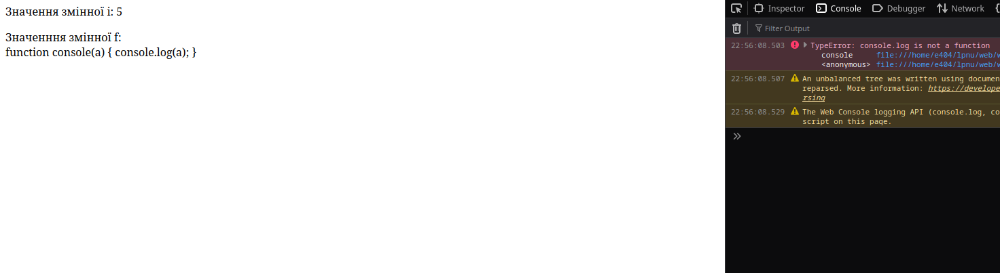 Значення змінної i: 5
Значенння змінної f:
function console(a) { console.log(a); }
Inspector Console Debugger Network
Filter Output
22:56:08.503 TypeError: console.log is not a function
console file:///home/e404/lpnu/web/w
<anonymous> file:///home/e404/lpnu/web/w
22:56:08.507 An unbalanced tree was written using documen
reparsed. More information: https://develope
rsing
22:56:08.529 The Web Console logging API (console.log, co
script on this page.